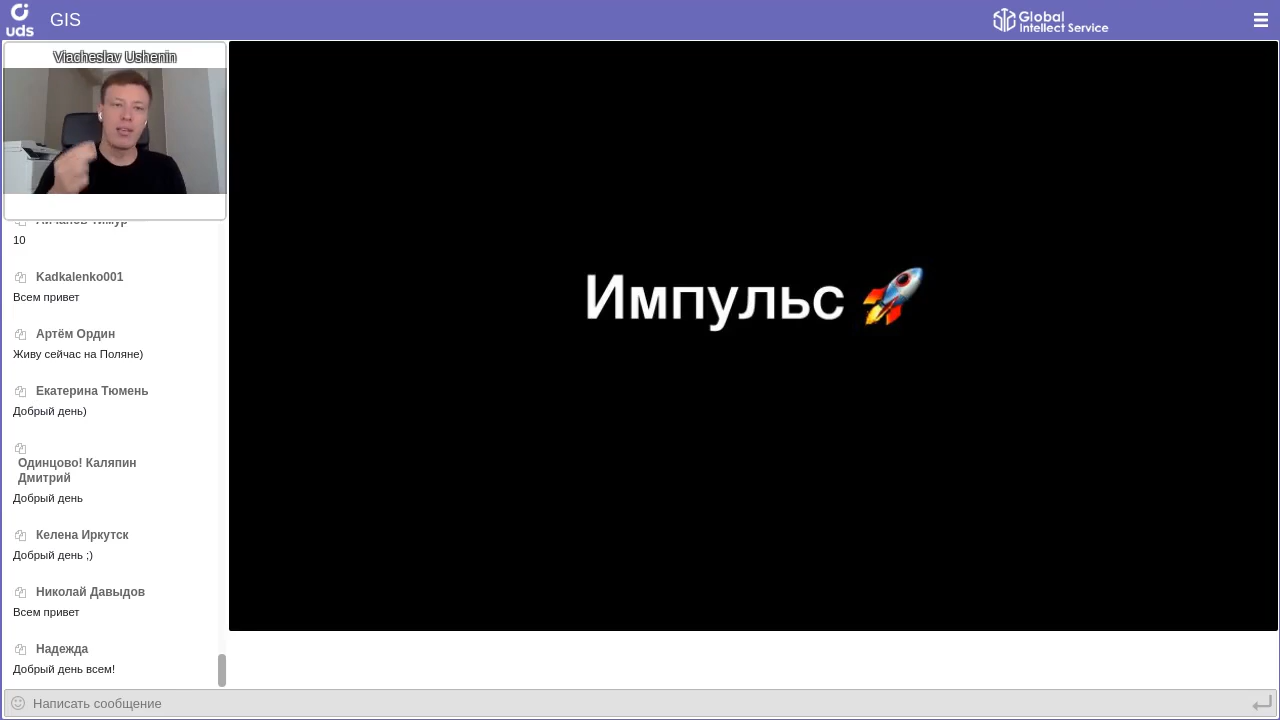 uds
GIS
Global
Intellect Service
Viacheslav Ushenin
10
Kadkalenko001
Всем привет
Артём Ордин
Живу сейчас на Поляне)
Екатерина Тюмень
Добрый день)
Одинцово! Каляпин
Дмитрий
Добрый день
Келена Иркутск
Добрый день ;)
Николай Давыдов
Всем привет
Надежда
Добрый день всем!
Написать сообщение
Импульс 🚀